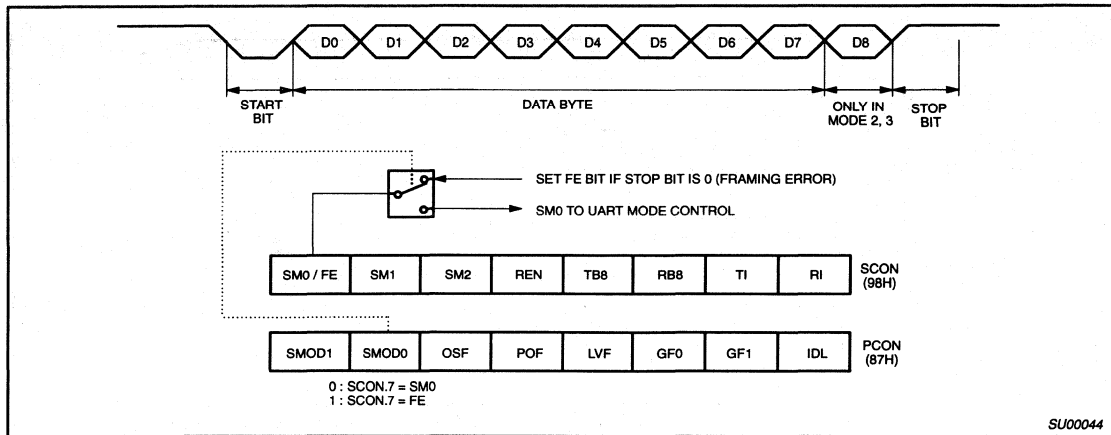 D0 D1 D2 D3 D4 D5 D6 D7 D8
START BIT
DATA BYTE
ONLY IN MODE 2, 3
STOP BIT
SET FE BIT IF STOP BIT IS 0 (FRAMING ERROR)
SM0 TO UART MODE CONTROL
SM0 / FE SM1 SM2 REN TB8 RB8 TI RI SCON (98H)
SMOD1 SMOD0 OSF POF LVF GF0 GF1 IDL PCON (87H)
0 : SCON.7 = SM0
1 : SCON.7 = FE
SU00044